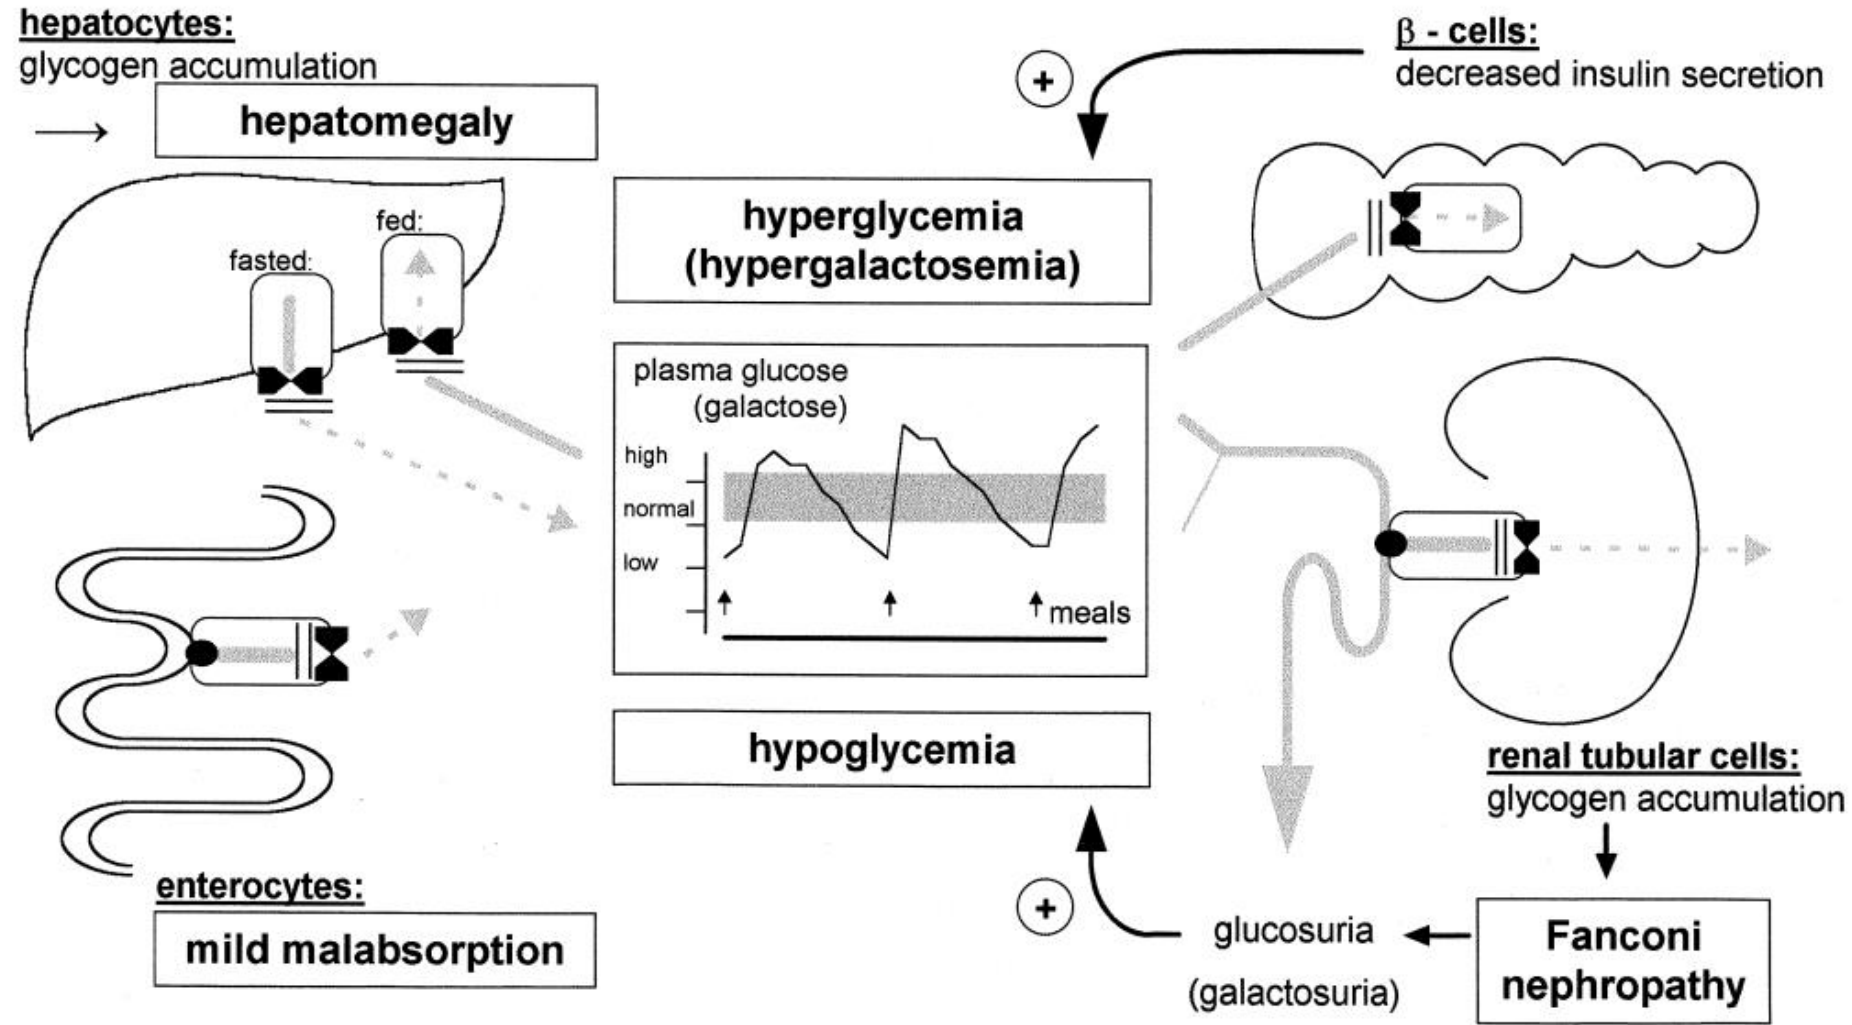 hepatocytes:
glycogen accumulation
hepatomegaly
fed:
fasted:
β - cells:
decreased insulin secretion
+
hyperglycemia
(hypergalactosemia)
plasma glucose
(galactose)
high
normal
low
meals
hypoglycemia
enterocytes:
mild malabsorption
renal tubular cells:
glycogen accumulation
Fanconi
nephropathy
glucosuria
(galactosuria)
+